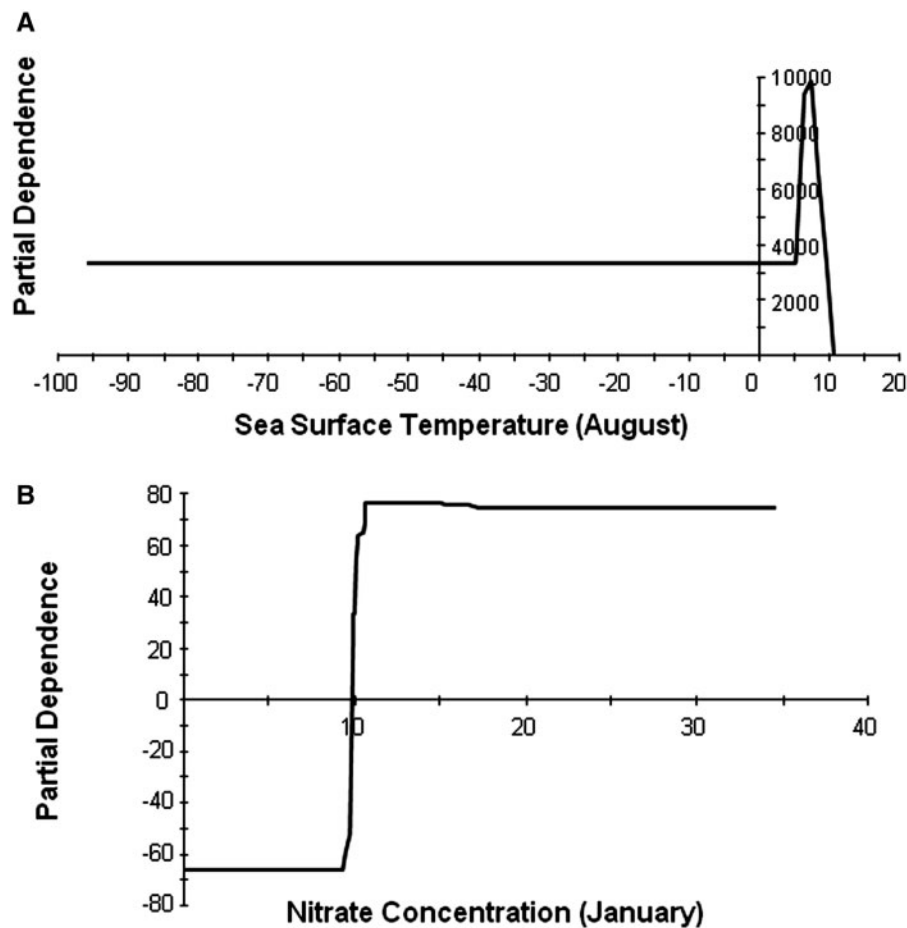 A
Partial Dependence
10000
8000
6000
4000
2000
-100 -90 -80 -70 -60 -50 -40 -30 -20 -10 0 10 20
Sea Surface Temperature (August)
B
Partial Dependence
80
60
40
20
0
10 20 30 40
-20
-40
-60
-80
Nitrate Concentration (January)